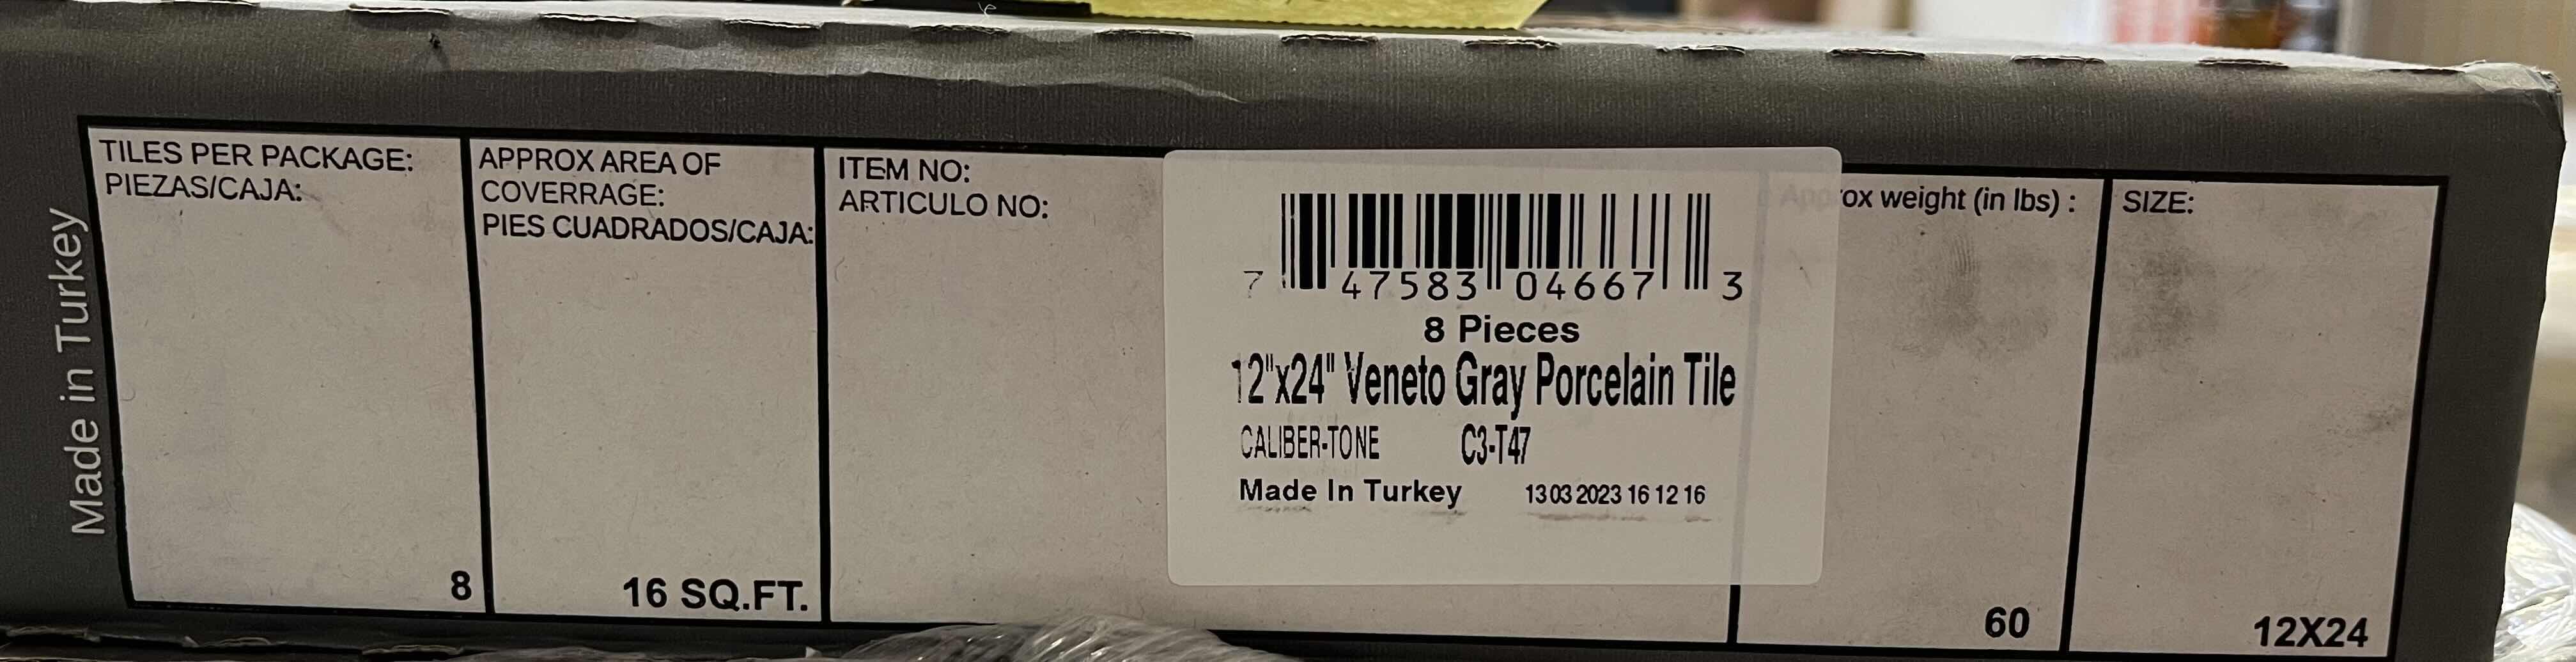 Made in Turkey
TILES PER PACKAGE:
PIEZAS/CAJA:
8
APPROX AREA OF
COVERRAGE:
PIES CUADRADOS/CAJA:
16 SQ.FT.
ITEM NO:
ARTICULO NO:
7 47583 04667 3
8 Pieces
12"x24" Veneto Gray Porcelain Tile
CALIBER-TONE C3-T47
Made In Turkey 13 03 2023 16 12 16
Approx weight (in lbs) :
60
SIZE:
12X24